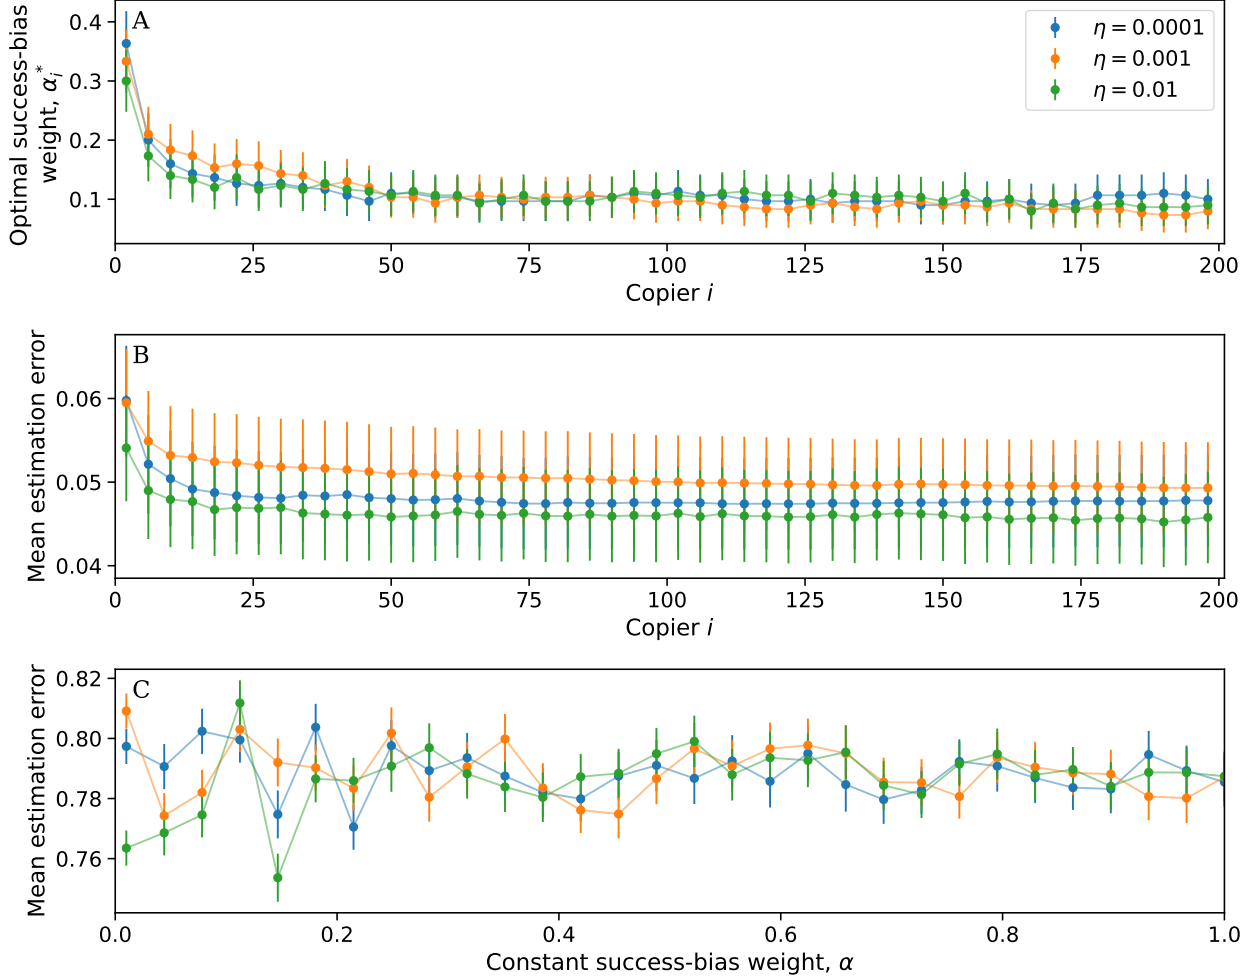 A
0.4
0.3
0.2
0.1
Optimal success-bias
weight, α_i^*
η = 0.0001
η = 0.001
η = 0.01
0 25 50 75 100 125 150 175 200
Copier i
B
0.06
0.05
0.04
Mean estimation error
0 25 50 75 100 125 150 175 200
Copier i
C
0.82
0.80
0.78
0.76
Mean estimation error
0.0 0.2 0.4 0.6 0.8 1.0
Constant success-bias weight, α